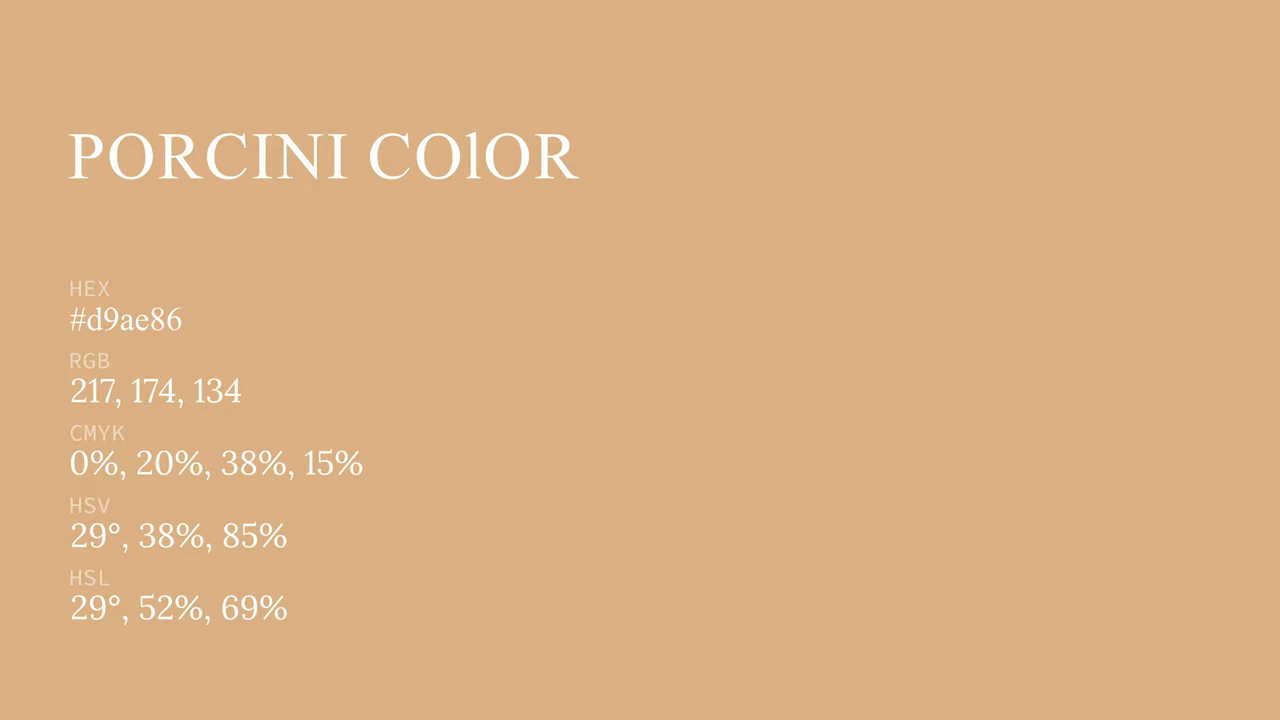 PORCINI COlOR
HEX
#d9ae86
RGB
217, 174, 134
CMYK
0%, 20%, 38%, 15%
HSV
29°, 38%, 85%
HSL
29°, 52%, 69%